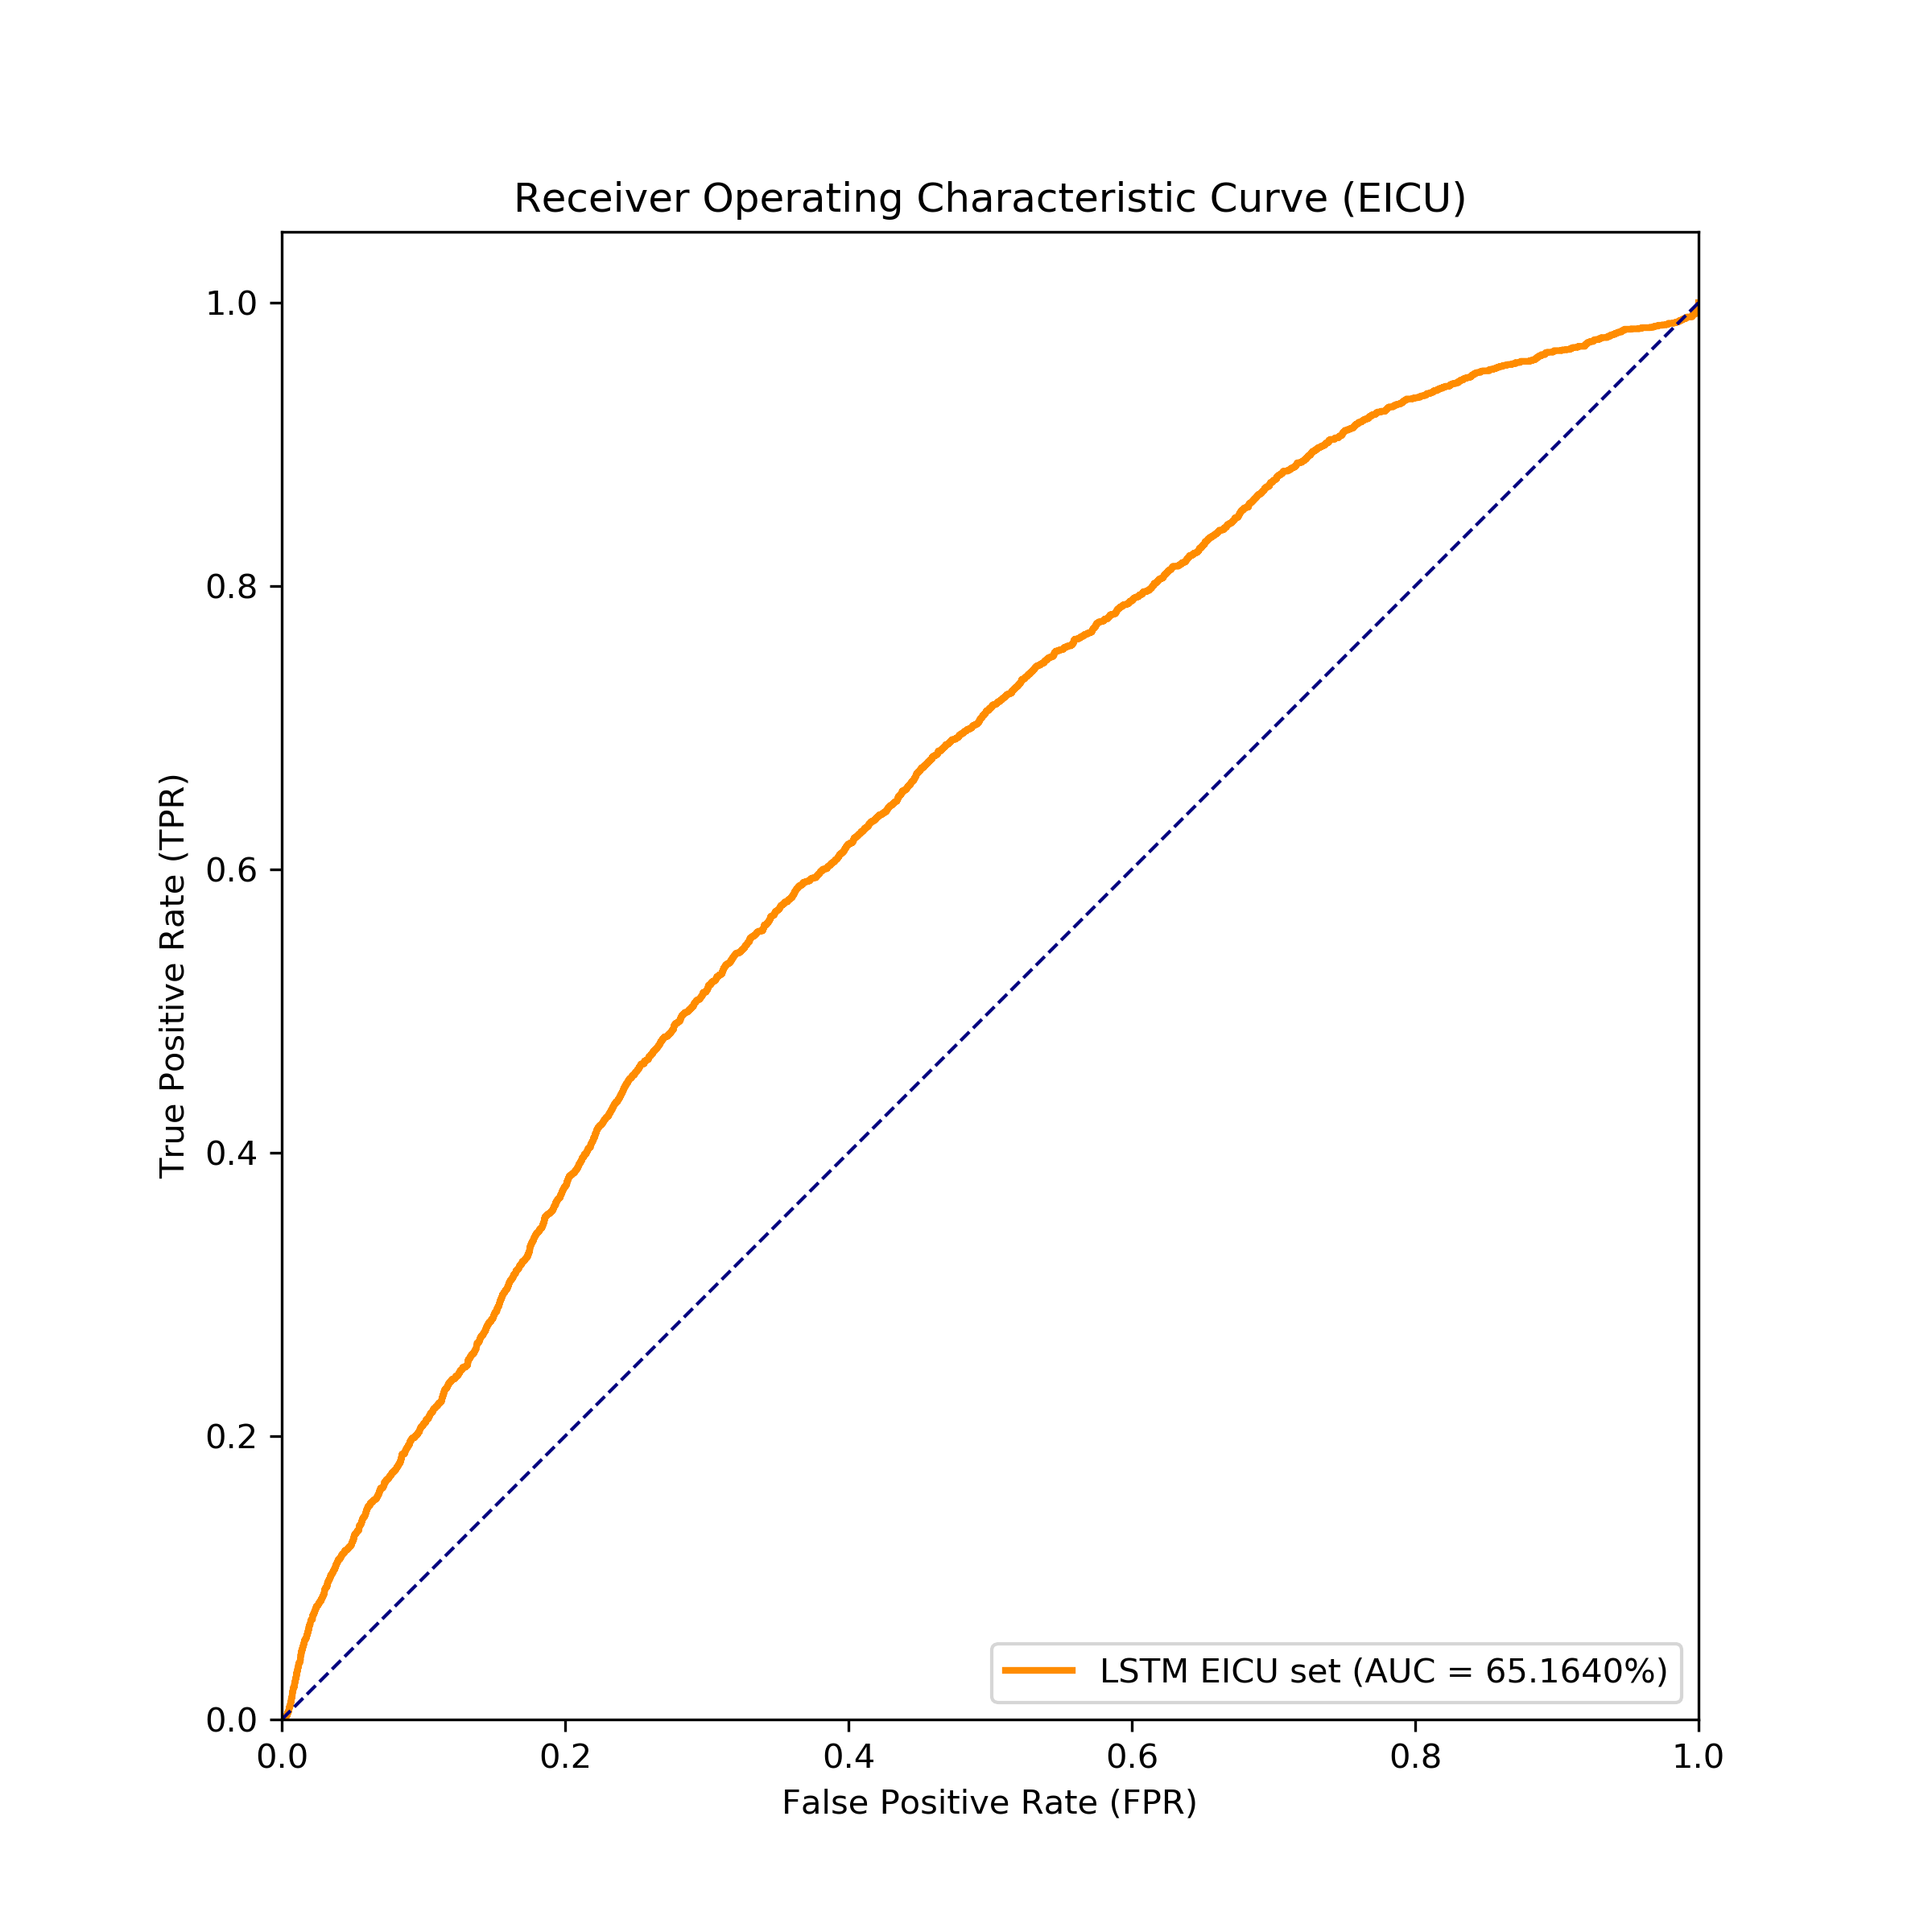 Receiver Operating Characteristic Curve (EICU)
True Positive Rate (TPR)
1.0
0.8
0.6
0.4
0.2
0.0
LSTM EICU set (AUC = 65.1640%)
0.0 0.2 0.4 0.6 0.8 1.0
False Positive Rate (FPR)